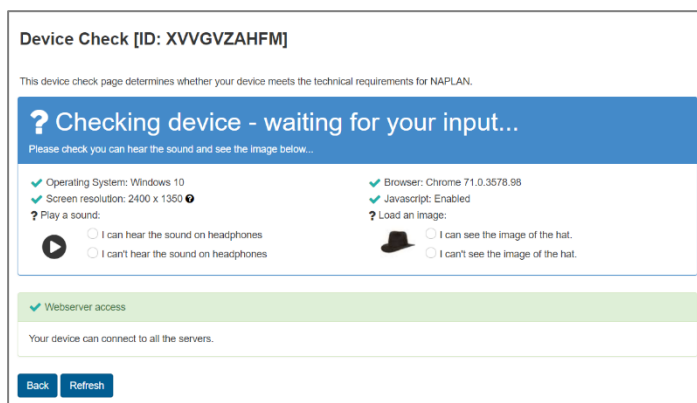 Device Check [ID: XVVGVZAHFM]
This device check page determines whether your device meets the technical requirements for NAPLAN.
? Checking device - waiting for your input...
Please check you can hear the sound and see the image below...
Operating System: Windows 10
Screen resolution: 2400 x 1350 ?
? Play a sound:
I can hear the sound on headphones
I can't hear the sound on headphones
Browser: Chrome 71.0.3578.98
Javascript: Enabled
? Load an image:
I can see the image of the hat.
I can't see the image of the hat.
Webserver access
Your device can connect to all the servers.
Back
Refresh